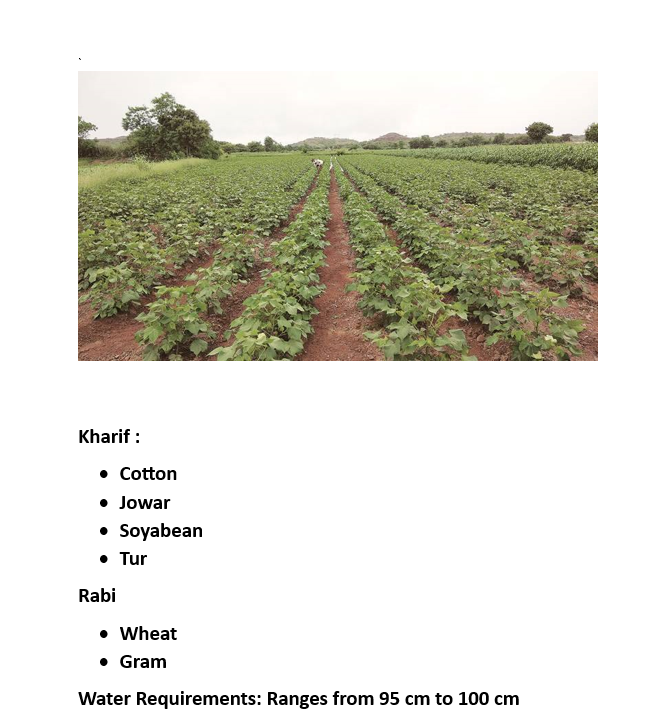 `
Kharif :
• Cotton
• Jowar
• Soyabean
• Tur
Rabi
• Wheat
• Gram
Water Requirements: Ranges from 95 cm to 100 cm